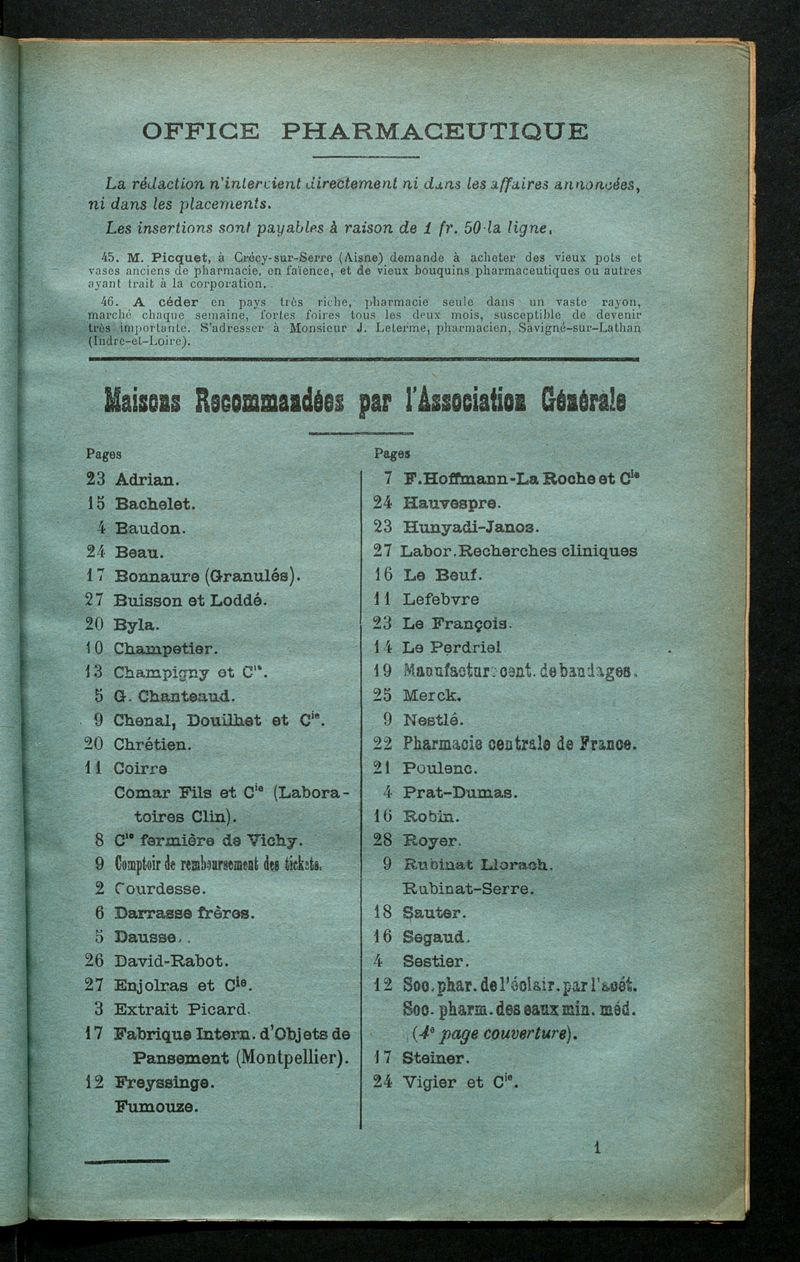 OFFICE PHARMACEUTIQUE
La rédaction n'intervient directement ni dans les affaires annoncées,
ni dans les placements.
Les insertions sont payables à raison de 1 fr. 50 la ligne.
45. M. Picquet, à Crécy-sur-Serre (Aisne) demande à acheter des vieux pots et
vases anciens de pharmacie, en faïence, et de vieux bouquins pharmaceutiques ou autres
ayant trait à la corporation.
46. A céder en pays très riche, pharmacie seule dans un vaste rayon,
marché chaque semaine, fortes foires tous les deux mois, susceptible de devenir
très importante. S'adresser à Monsieur J. Leterme, pharmacien, Savigné-sur-Lathan
(Indre-et-Loire).
Maisons Recommandées par l'Association Générale
Pages
23 Adrian.
15 Bachelet.
4 Baudon.
24 Beau.
17 Bonnaure (Granulés).
27 Buisson et Loddé.
20 Byla.
10 Champetier.
13 Champigny et Cie.
5 G. Chanteaud.
9 Chenal, Douilhet et Cie.
20 Chrétien.
11 Coirre
Comar Fils et Cie (Labora-
toires Clin).
8 Cie fermière de Vichy.
9 Comptoir de remboursement des tickets.
2 Courdesse.
6 Darrasse frères.
5 Dausse.
26 David-Rabot.
27 Enjolras et Cie.
3 Extrait Picard.
17 Fabrique Intern. d'Objets de
Pansement (Montpellier).
12 Freyssinge.
Fumouze.
Pages
7 F. Hoffmann-La Roche et Cie
24 Hauvespre.
23 Hunyadi-Janos.
27 Labor. Recherches cliniques
16 Le Beuf.
11 Lefebvre
23 Le François.
14 Le Perdriel
19 Manufactur. cent. de bandages.
25 Merck.
9 Nestlé.
22 Pharmacie centrale de France.
21 Poulenc.
4 Prat-Dumas.
16 Robin.
28 Royer.
9 Rubinat Llorach.
Rubinat-Serre.
18 Sauter.
16 Segaud.
4 Sestier.
12 Soc. phar. de l'éclair. par l'acét.
Soc. pharm. des eaux min. méd.
(4e page couverture).
17 Steiner.
24 Vigier et Cie.
1